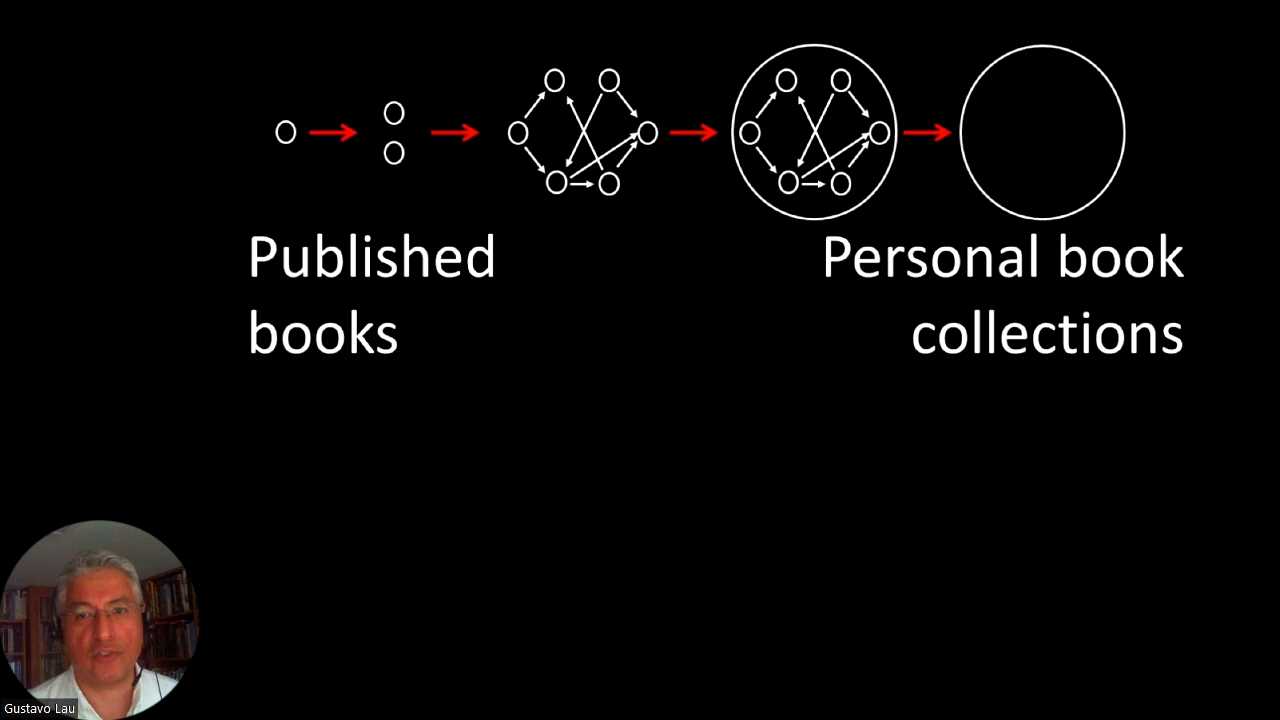 Published
books
Personal book
collections
Gustavo Lau